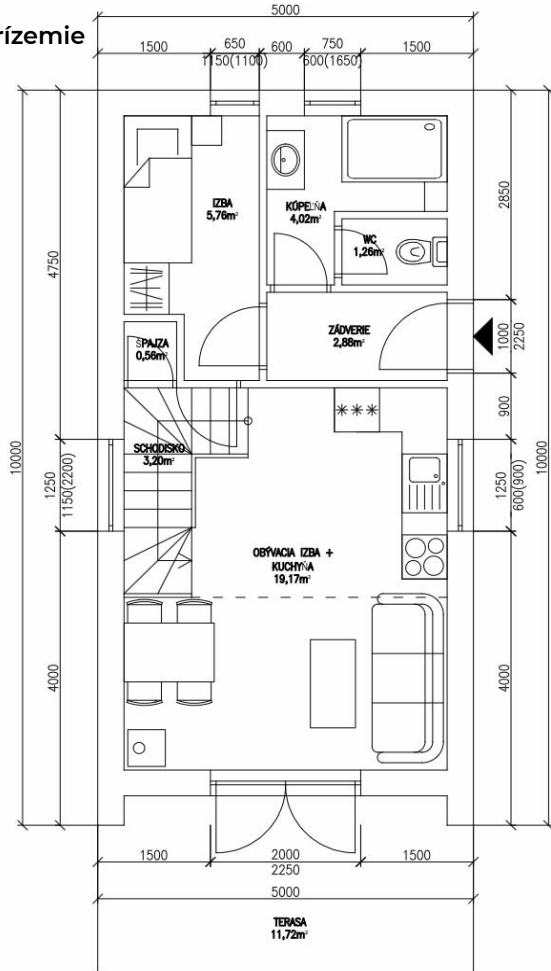 5000
rízemie
1500
650
600
750
1500
1150(1100)
600(1650)
IZBA
5,76m²
KÚPEĽŇA
4,02m²
WC
1,26m²
2850
4750
ŠPAJZA
0,56m²
ZÁDVERIE
2,88m²
1000
2250
900
SCHODISKO
3,20m²
10000
1250
1150(2200)
1250
600(900)
10000
OBÝVACIA IZBA +
KUCHYŇA
19,17m²
4000
4000
1500
2000
1500
2250
5000
TERASA
11,72m²